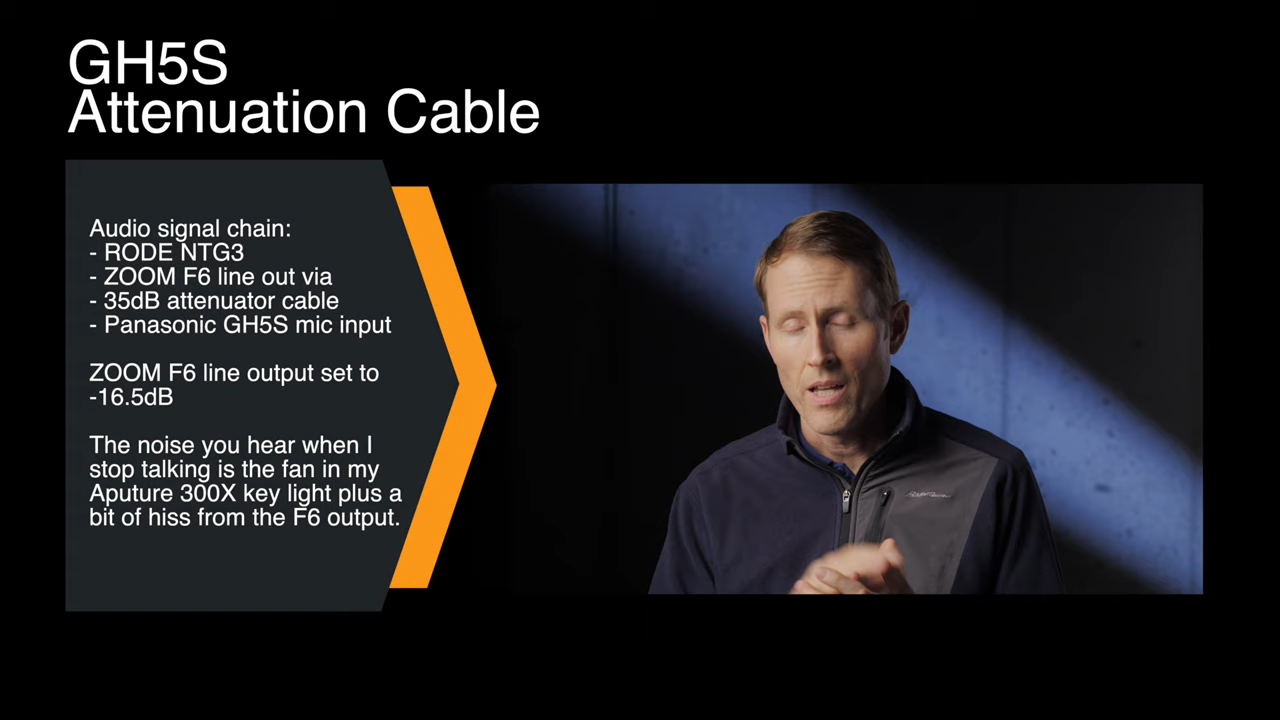 GH5S
Attenuation Cable
Audio signal chain:
- RODE NTG3
- ZOOM F6 line out via
- 35dB attenuator cable
- Panasonic GH5S mic input
ZOOM F6 line output set to
-16.5dB
The noise you hear when I
stop talking is the fan in my
Aputure 300X key light plus a
bit of hiss from the F6 output.